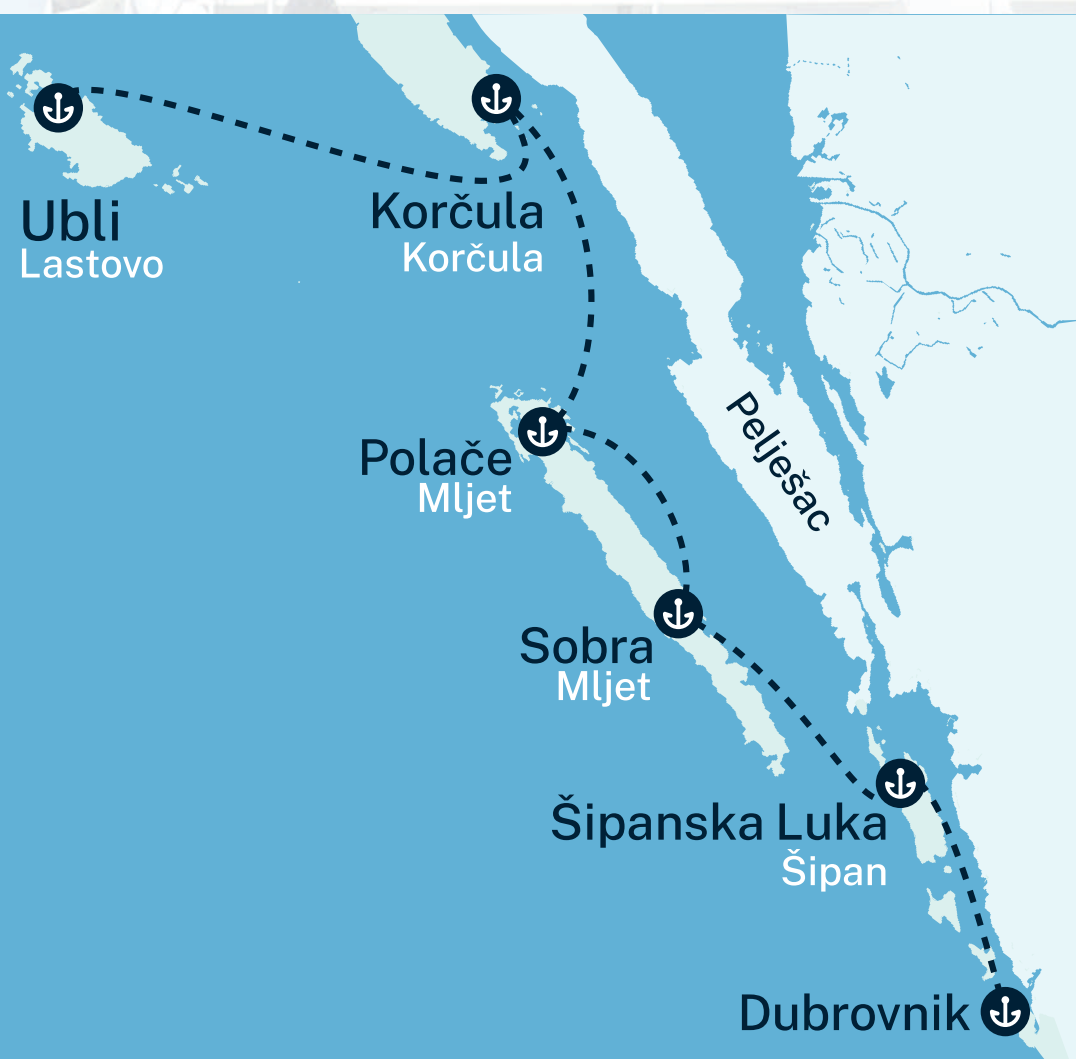 Ubli
Lastovo
Korčula
Korčula
Pelješac
Polače
Mljet
Sobra
Mljet
Šipanska Luka
Šipan
Dubrovnik